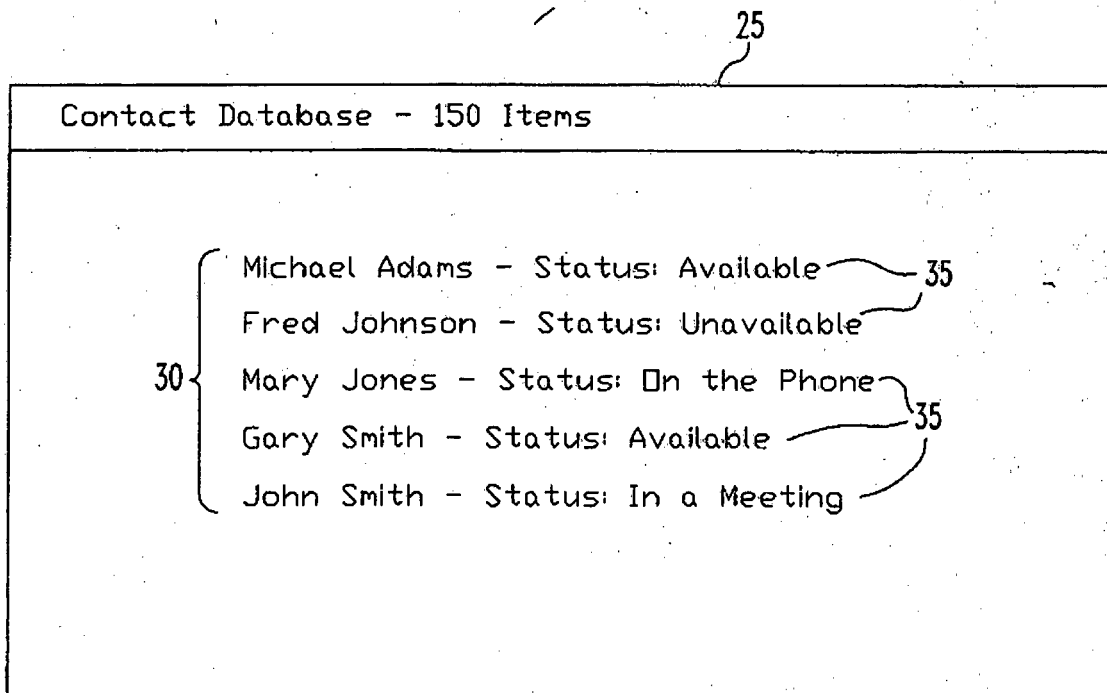 25
Contact Database - 150 Items
Michael Adams - Status: Available
35
Fred Johnson - Status: Unavailable
30
Mary Jones - Status: On the Phone
35
Gary Smith - Status: Available
John Smith - Status: In a Meeting